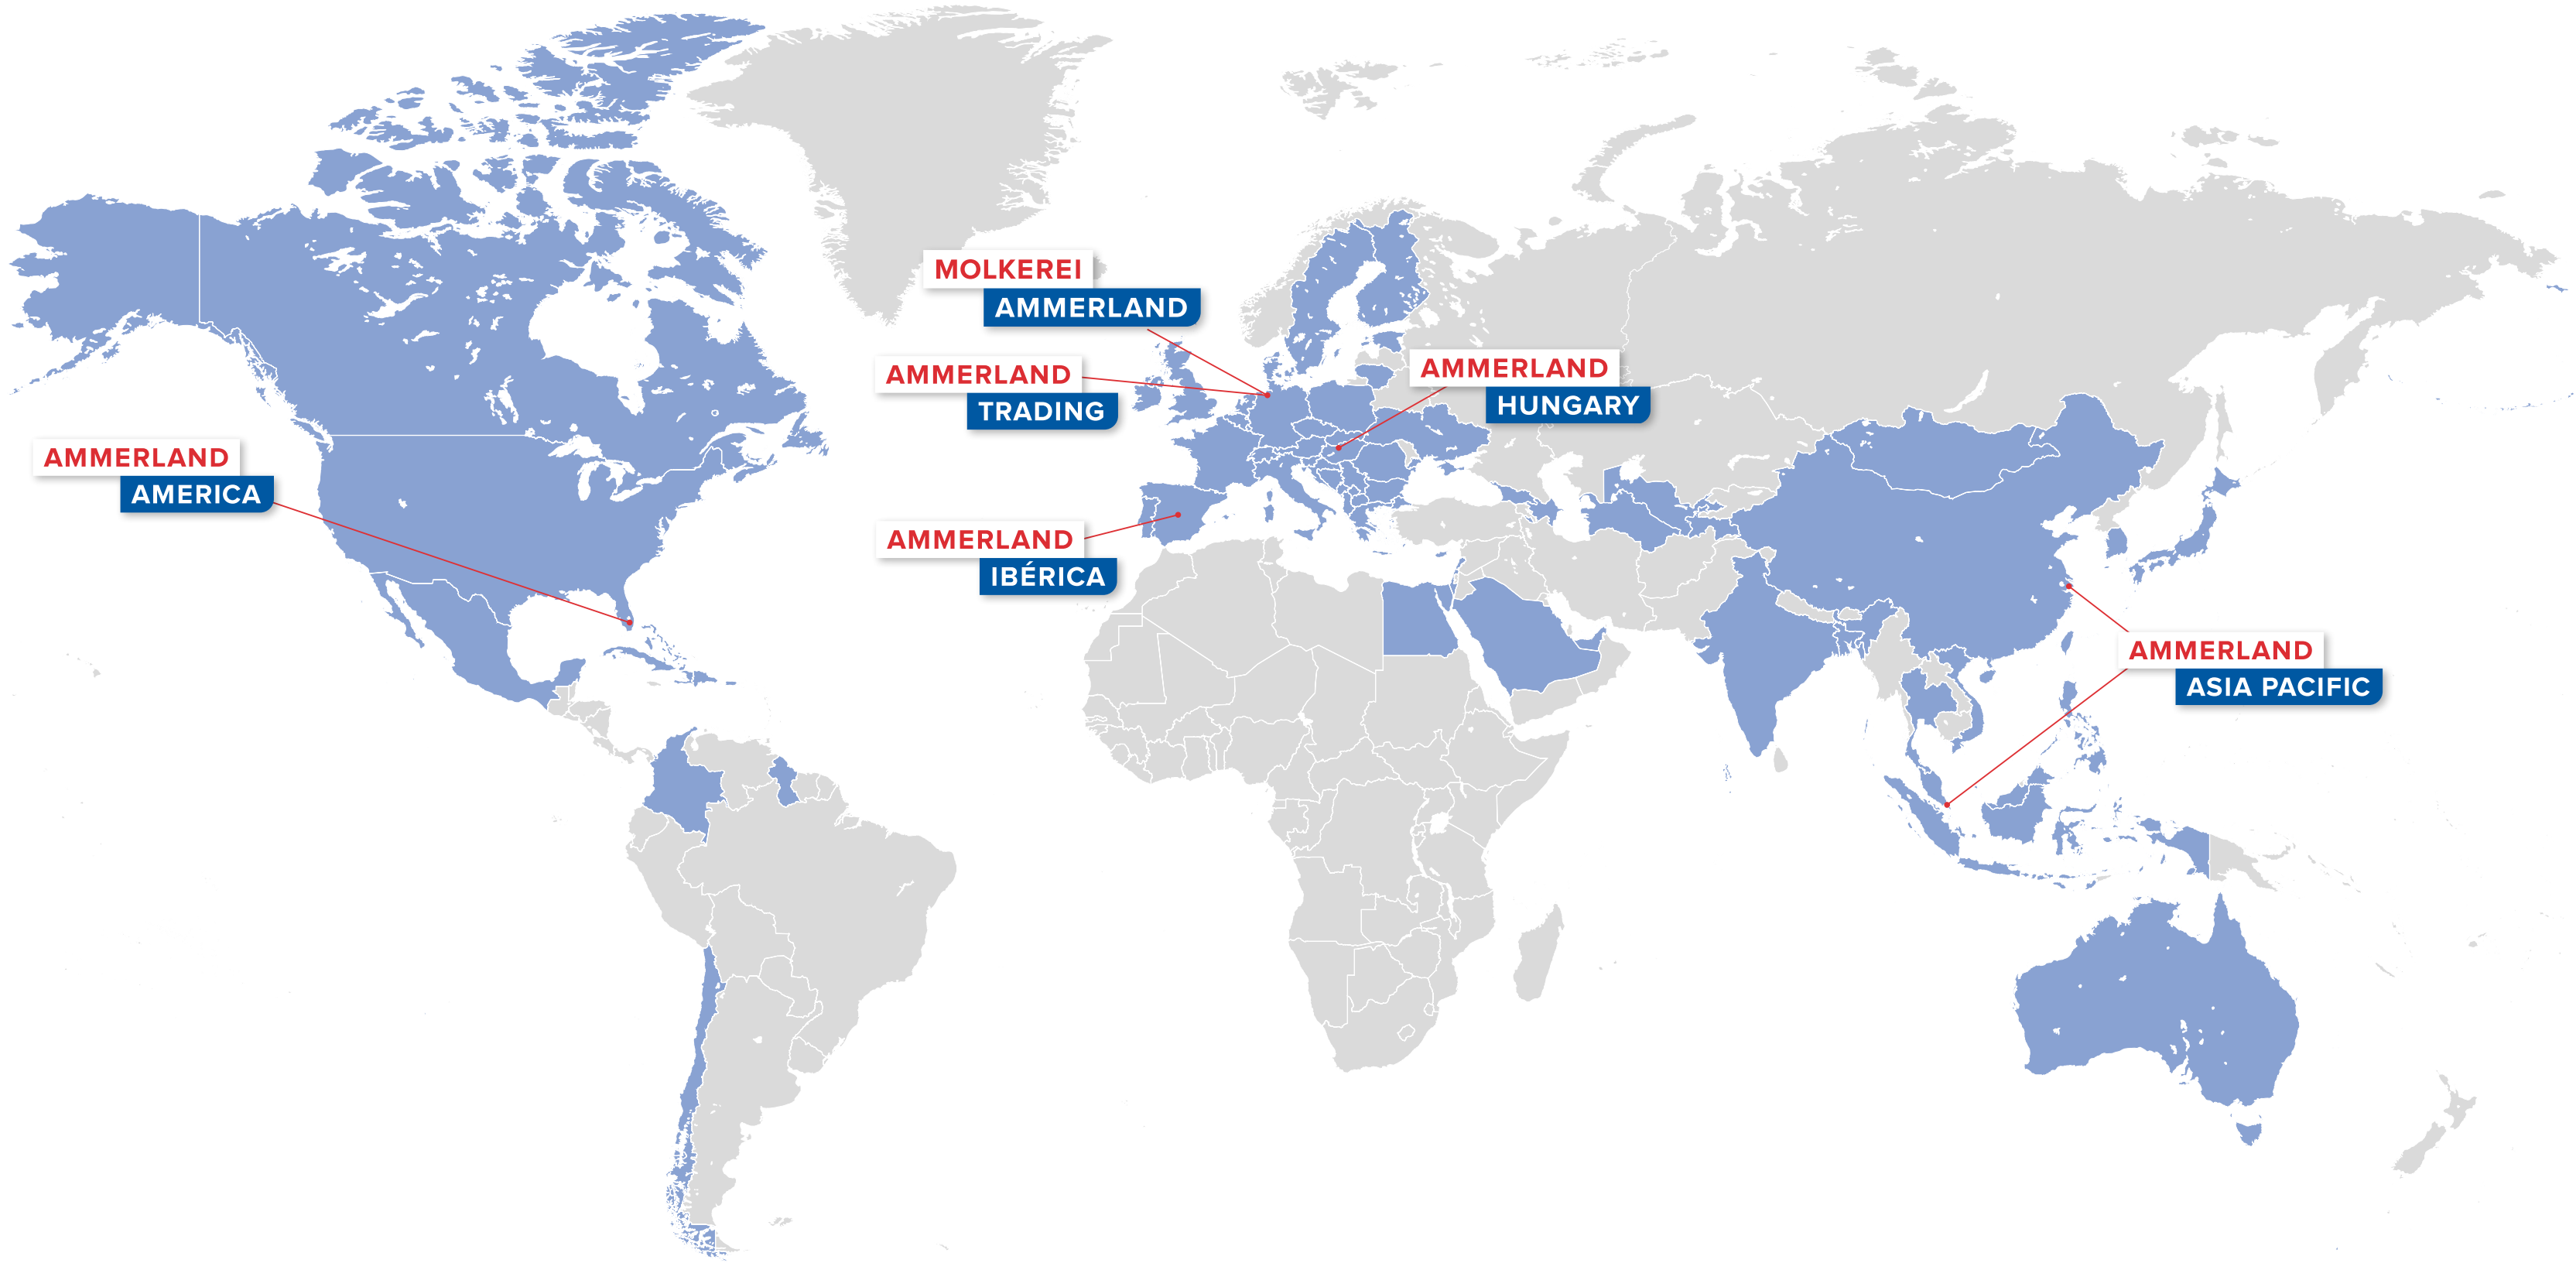 MOLKEREI
AMMERLAND
AMMERLAND
TRADING
AMMERLAND
HUNGARY
AMMERLAND
AMERICA
AMMERLAND
IBÉRICA
AMMERLAND
ASIA PACIFIC